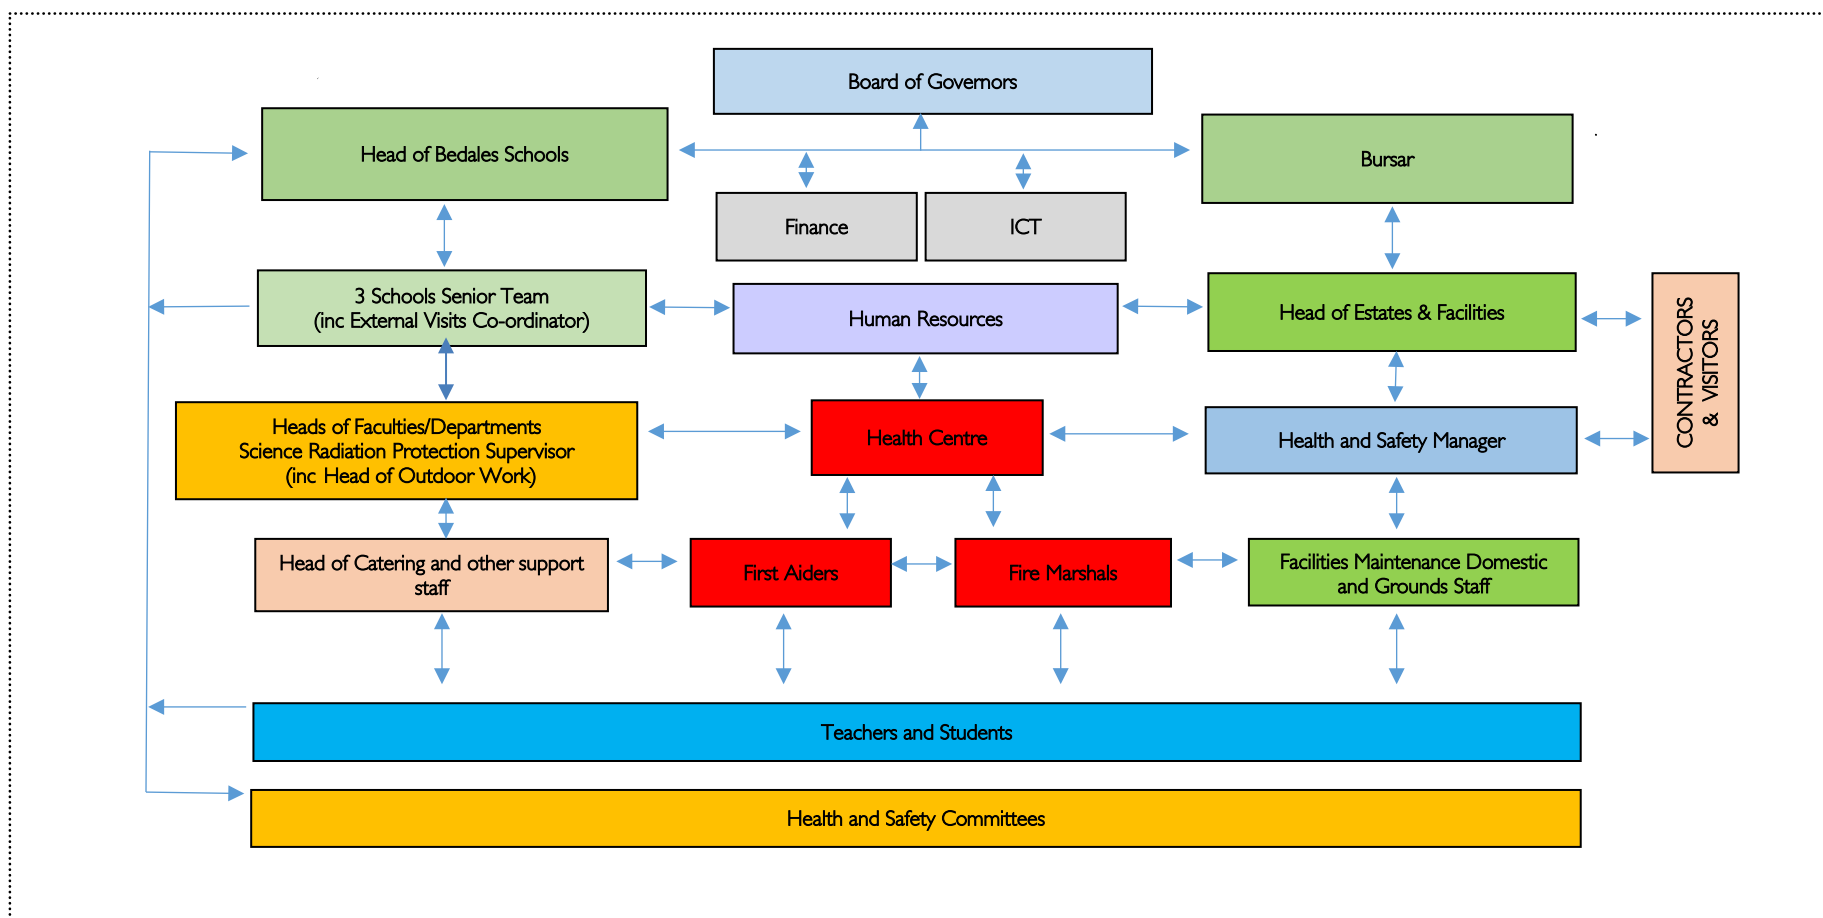 Board of Governors
Head of Bedales Schools
Bursar
Finance
ICT
3 Schools Senior Team
(inc External Visits Co-ordinator)
Human Resources
Head of Estates & Facilities
CONTRACTORS
& VISITORS
Heads of Faculties/Departments
Science Radiation Protection Supervisor
(inc Head of Outdoor Work)
Health Centre
Health and Safety Manager
Head of Catering and other support
staff
First Aiders
Fire Marshals
Facilities Maintenance Domestic
and Grounds Staff
Teachers and Students
Health and Safety Committees